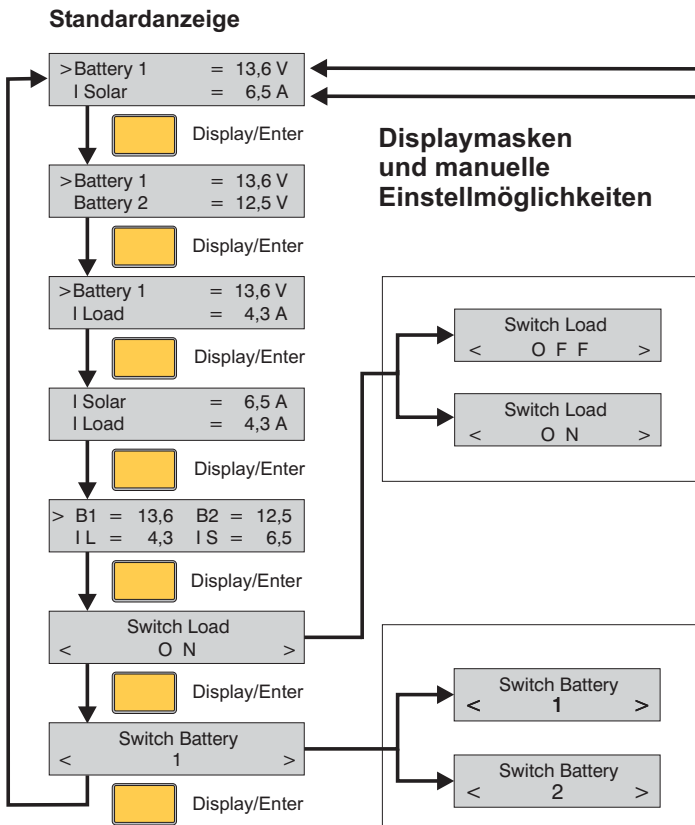 Standardanzeige
>Battery 1 = 13,6 V
I Solar = 6,5 A
Display/Enter
Displaymasken
und manuelle
Einstellmöglichkeiten
>Battery 1 = 13,6 V
Battery 2 = 12,5 V
Display/Enter
>Battery 1 = 13,6 V
I Load = 4,3 A
Display/Enter
I Solar = 6,5 A
I Load = 4,3 A
Display/Enter
> B1 = 13,6 B2 = 12,5
I L = 4,3 I S = 6,5
Display/Enter
Switch Load
< O N >
Display/Enter
Switch Battery
< 1 >
Display/Enter
Switch Load
< O F F >
Switch Load
< O N >
Switch Battery
< 1 >
Switch Battery
< 2 >